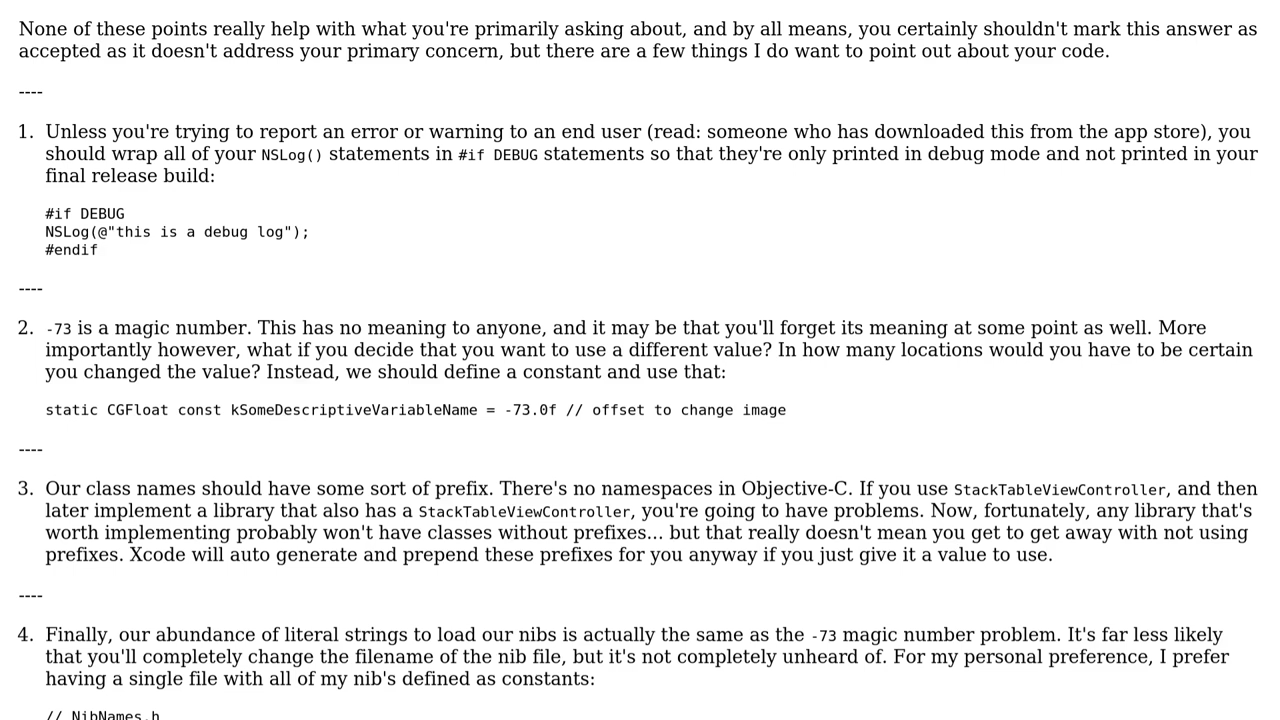 None of these points really help with what you're primarily asking about, and by all means, you certainly shouldn't mark this answer as
accepted as it doesn't address your primary concern, but there are a few things I do want to point out about your code.
----
1. Unless you're trying to report an error or warning to an end user (read: someone who has downloaded this from the app store), you
should wrap all of your NSLog() statements in #if DEBUG statements so that they're only printed in debug mode and not printed in your
final release build:
#if DEBUG
NSLog(@"this is a debug log");
#endif
----
2. -73 is a magic number. This has no meaning to anyone, and it may be that you'll forget its meaning at some point as well. More
importantly however, what if you decide that you want to use a different value? In how many locations would you have to be certain
you changed the value? Instead, we should define a constant and use that:
static CGFloat const kSomeDescriptiveVariableName = -73.0f // offset to change image
----
3. Our class names should have some sort of prefix. There's no namespaces in Objective-C. If you use StackTableViewController, and then
later implement a library that also has a StackTableViewController, you're going to have problems. Now, fortunately, any library that's
worth implementing probably won't have classes without prefixes... but that really doesn't mean you get to get away with not using
prefixes. Xcode will auto generate and prepend these prefixes for you anyway if you just give it a value to use.
----
4. Finally, our abundance of literal strings to load our nibs is actually the same as the -73 magic number problem. It's far less likely
that you'll completely change the filename of the nib file, but it's not completely unheard of. For my personal preference, I prefer
having a single file with all of my nib's defined as constants:
// NibNames.h